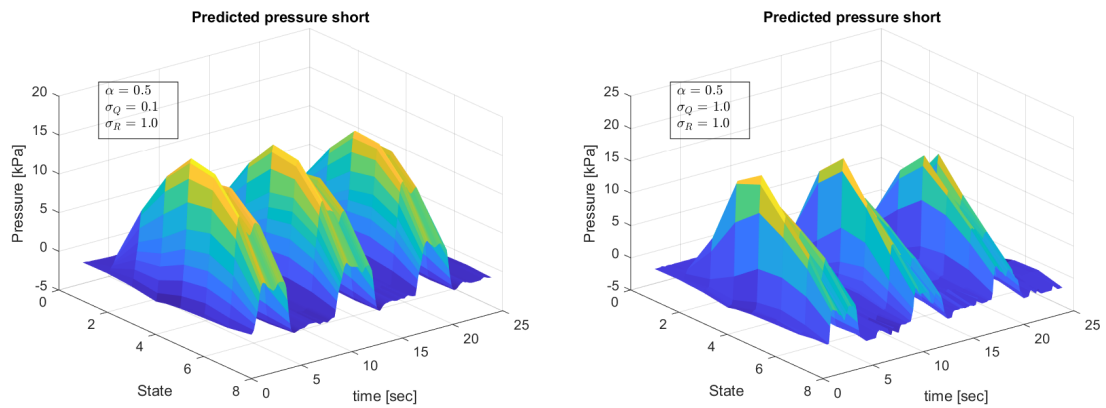 Predicted pressure short
α = 0.5
σ_Q = 0.1
σ_R = 1.0
20
15
10
5
0
-5
Pressure [kPa]
0
2
4
6
8
State
0
5
10
15
20
25
time [sec]
Predicted pressure short
α = 0.5
σ_Q = 1.0
σ_R = 1.0
25
20
15
10
5
0
-5
Pressure [kPa]
0
2
4
6
8
State
0
5
10
15
20
25
time [sec]